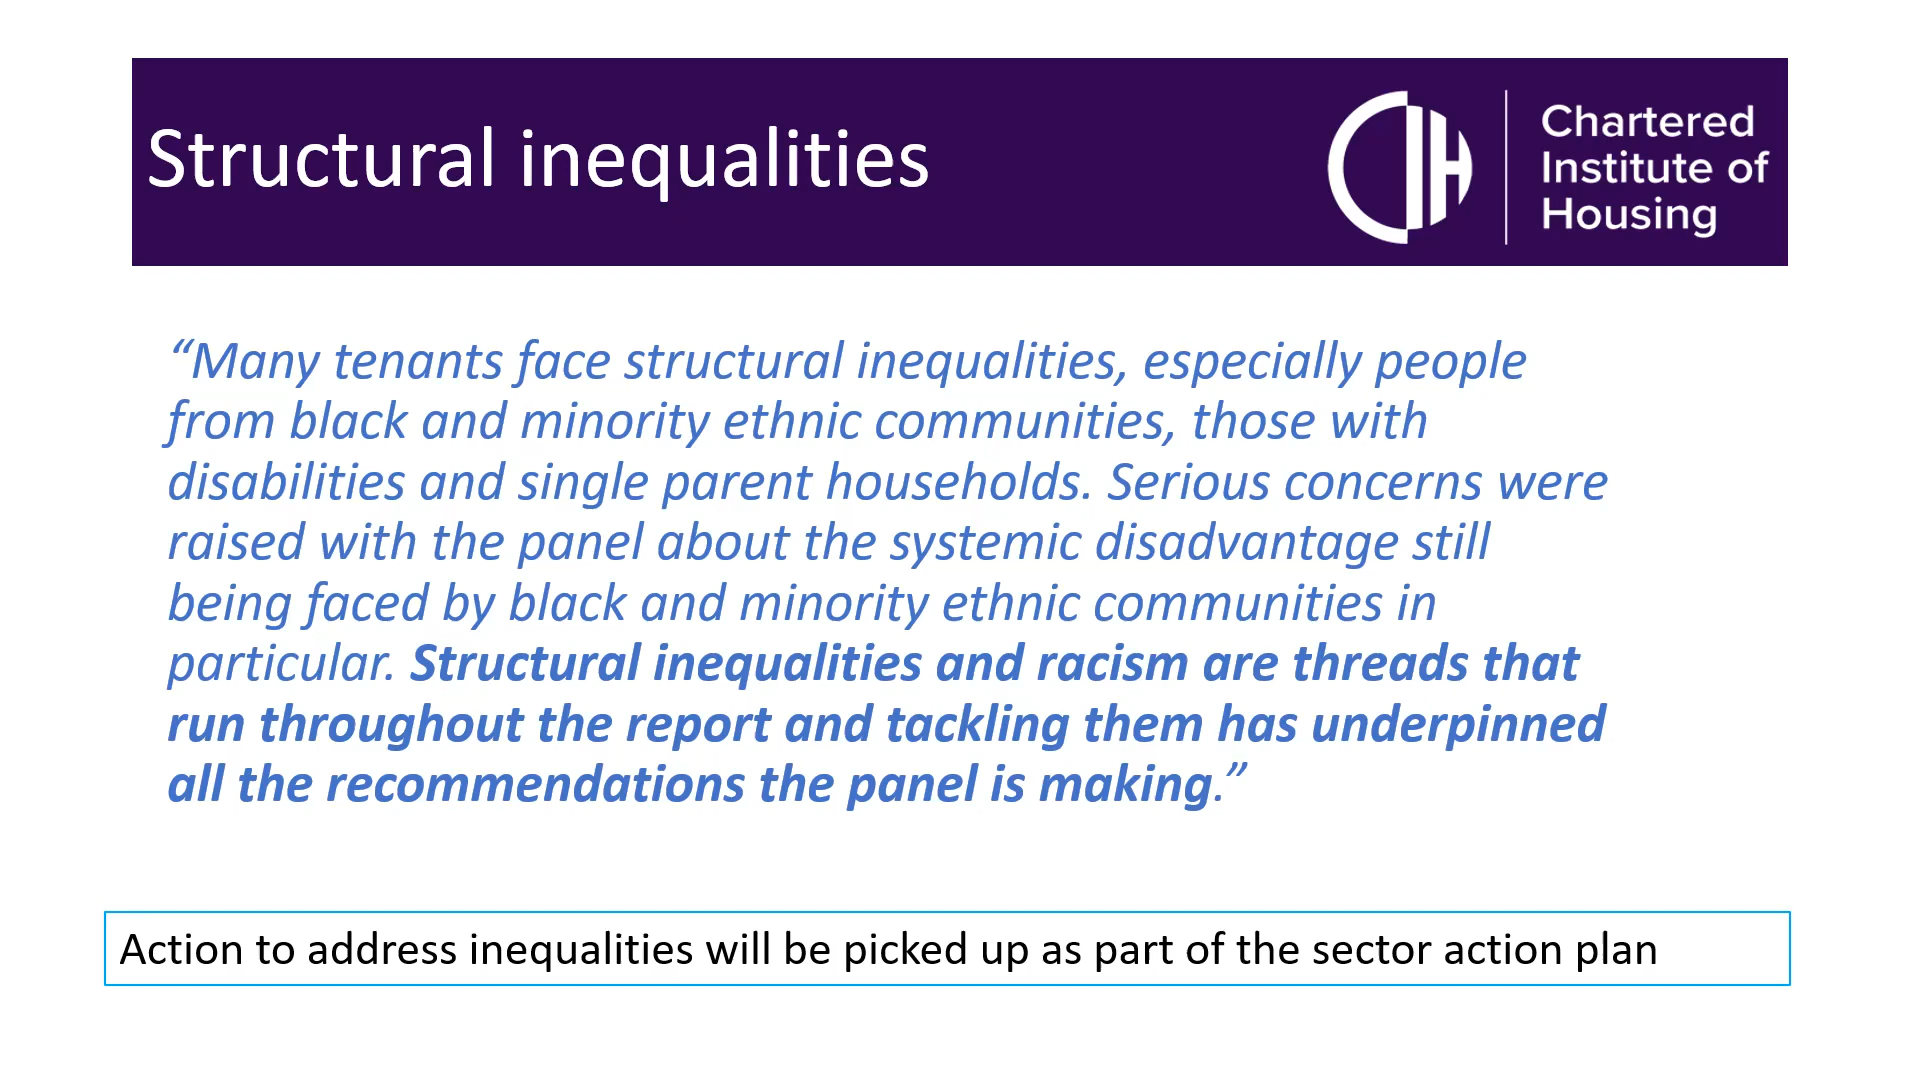 Structural inequalities
Chartered
Institute of
Housing
“Many tenants face structural inequalities, especially people
from black and minority ethnic communities, those with
disabilities and single parent households. Serious concerns were
raised with the panel about the systemic disadvantage still
being faced by black and minority ethnic communities in
particular. Structural inequalities and racism are threads that
run throughout the report and tackling them has underpinned
all the recommendations the panel is making.”
Action to address inequalities will be picked up as part of the sector action plan